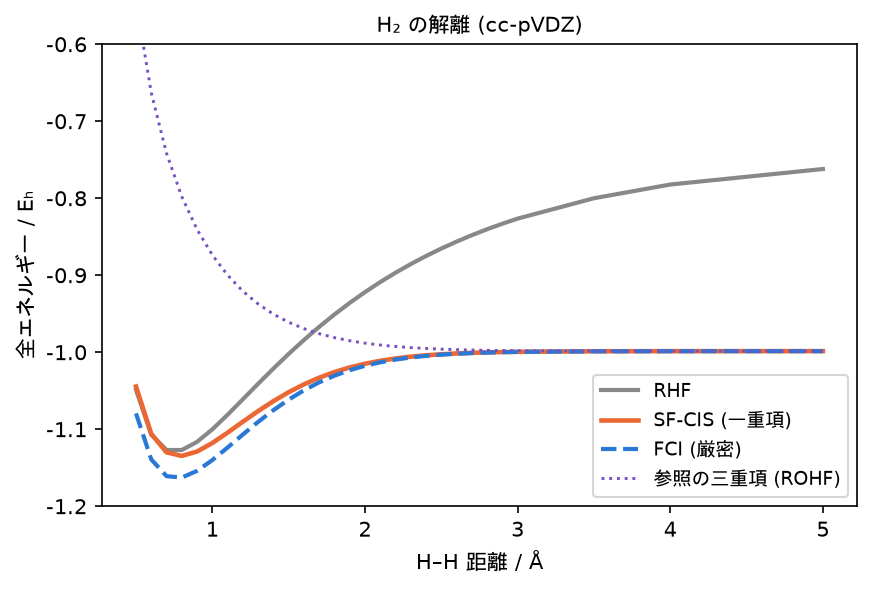 H₂ の解離 (cc-pVDZ)
全エネルギー / Eₕ
-0.6
-0.7
-0.8
-0.9
-1.0
-1.1
-1.2
RHF
SF-CIS (一重項)
FCI (厳密)
参照の三重項 (ROHF)
1
2
3
4
5
H–H 距離 / Å